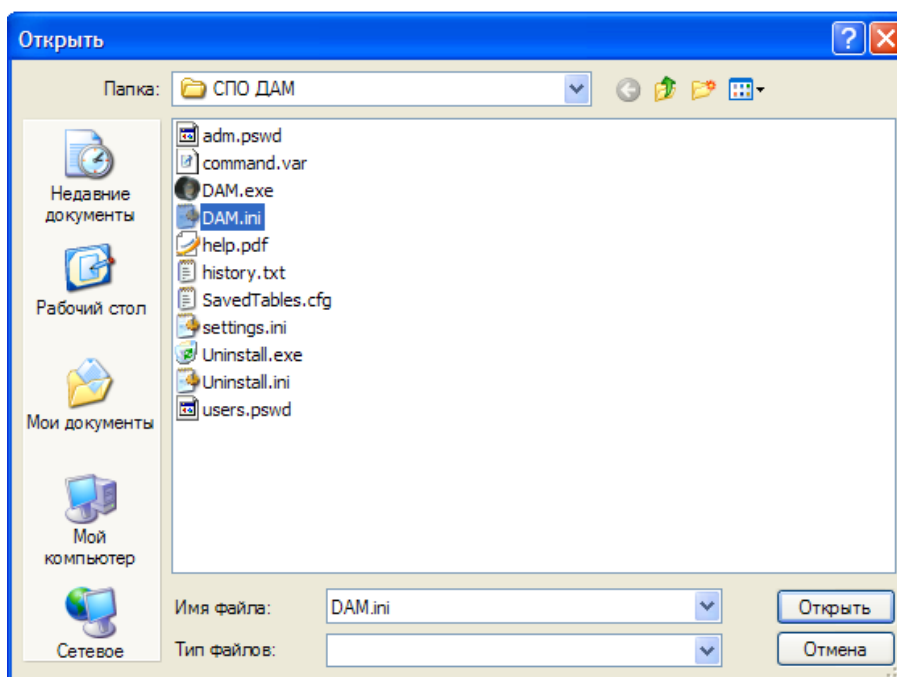 Открыть
Папка:
СПО ДАМ
Недавние
документы
Рабочий стол
Мои документы
Мой
компьютер
Сетевое
adm.pswd
command.var
DAM.exe
DAM.ini
help.pdf
history.txt
SavedTables.cfg
settings.ini
Uninstall.exe
Uninstall.ini
users.pswd
Имя файла:
DAM.ini
Открыть
Тип файлов:
Отмена